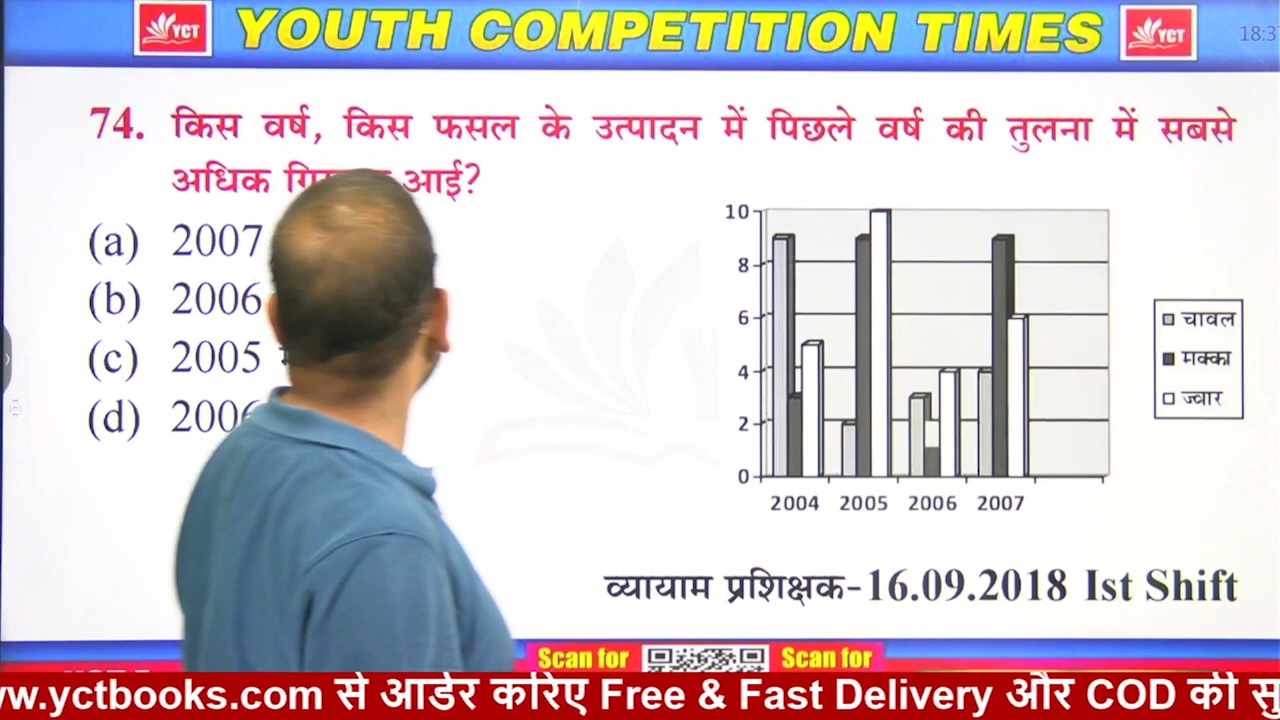 YCT
YOUTH COMPETITION TIMES
YCT
18:3
74. किस वर्ष, किस फसल के उत्पादन में पिछले वर्ष की तुलना में सबसे
अधिक आई?
(a) 2007
(b) 2006
(c) 2005
(d) 2006
10
8
6
4
2
0
2004 2005 2006 2007
चावल
मक्का
ज्वार
व्यायाम प्रशिक्षक-16.09.2018 Ist Shift
Scan for
Scan for
ww.yctbooks.com से आर्डर करिए Free & Fast Delivery और COD की सु